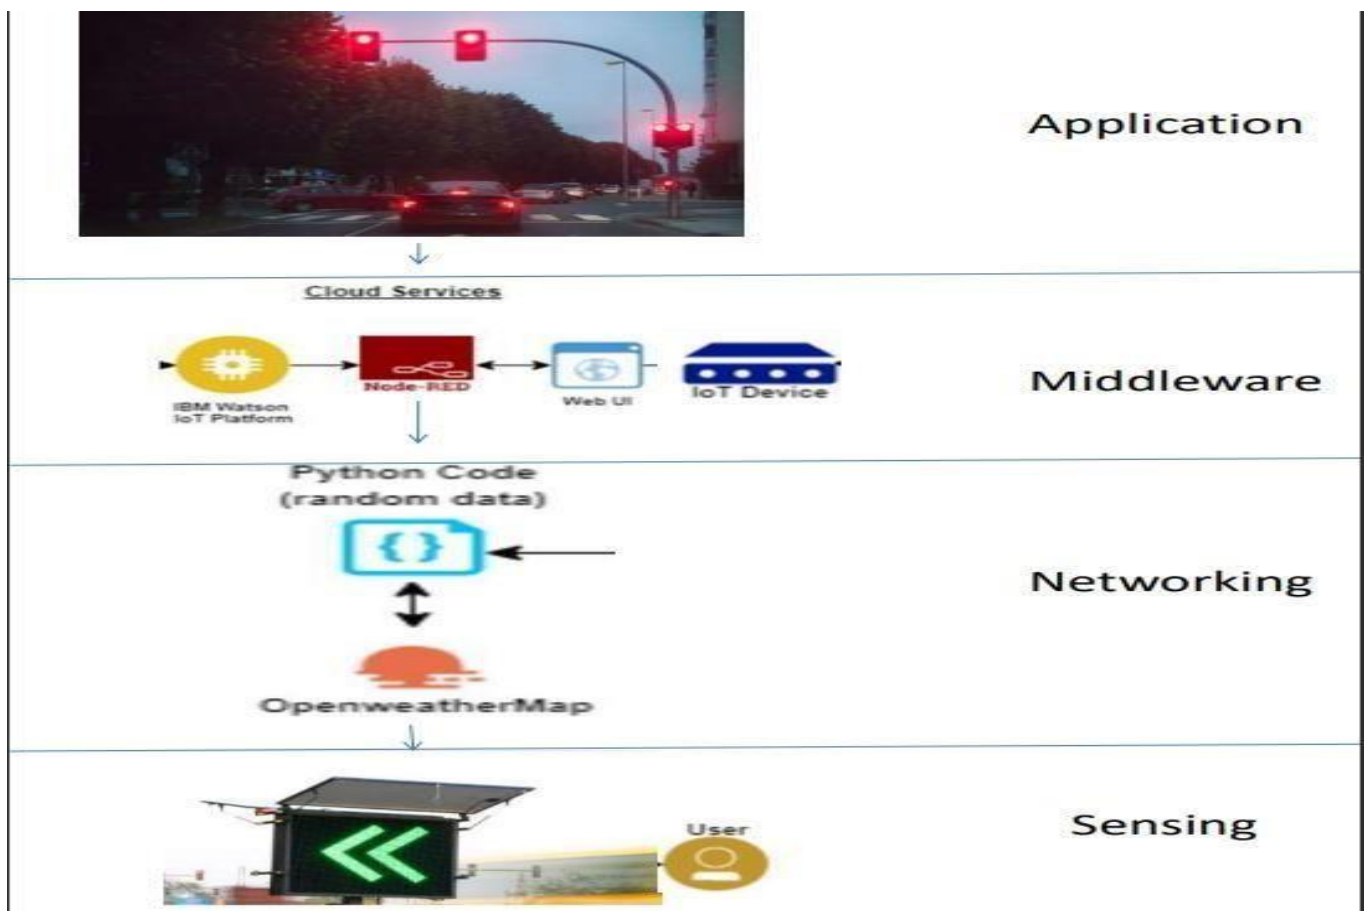 Application
Cloud Services
Node-RED
IBM Watson
IoT Platform
Web UI
IoT Device
Middleware
Python Code
(random data)
{}
Networking
OpenweatherMap
User
Sensing